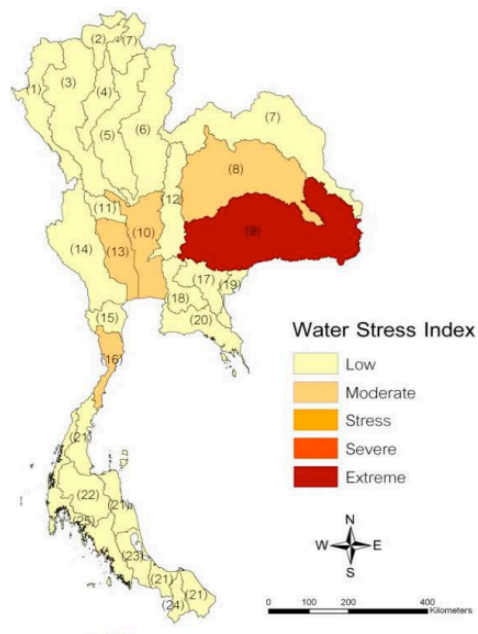 (2)
(7)
(1)
(3)
(4)
(5)
(6)
(7)
(8)
(12)
(11)
(10)
(9)
(13)
(14)
(17)
(19)
(18)
(20)
(15)
(16)
(21)
(22)
(21)
(25)
(23)
(21)
(21)
(24)
Water Stress Index
Low
Moderate
Stress
Severe
Extreme
N
W E
S
0 100 200 400
Kilometers